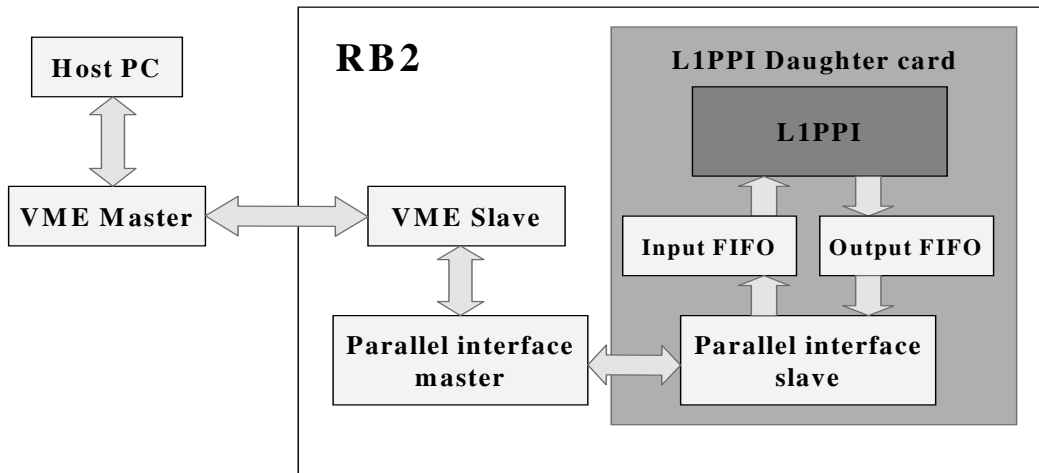 RB2
L1PPI Daughter card
Host PC
L1PPI
VME Master
VME Slave
Input FIFO
Output FIFO
Parallel interface
master
Parallel interface
slave